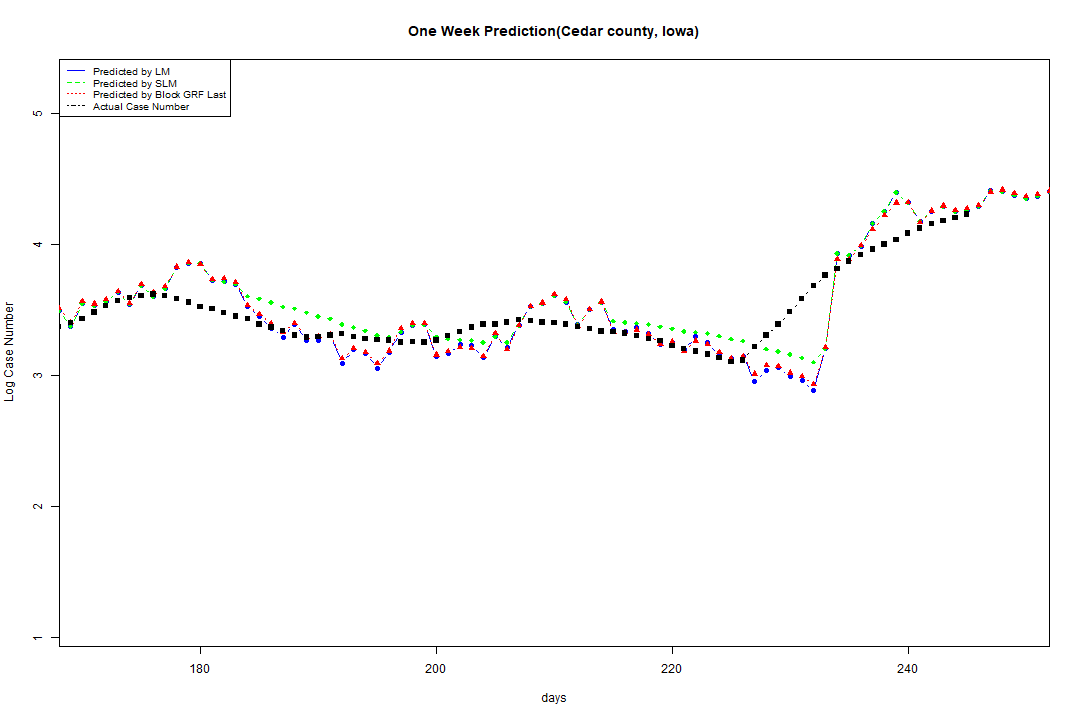 One Week Prediction(Cedar county, Iowa)
Predicted by LM
Predicted by SLM
Predicted by Block GRF Last
Actual Case Number
5
4
3
2
1
Log Case Number
180 200 220 240
days